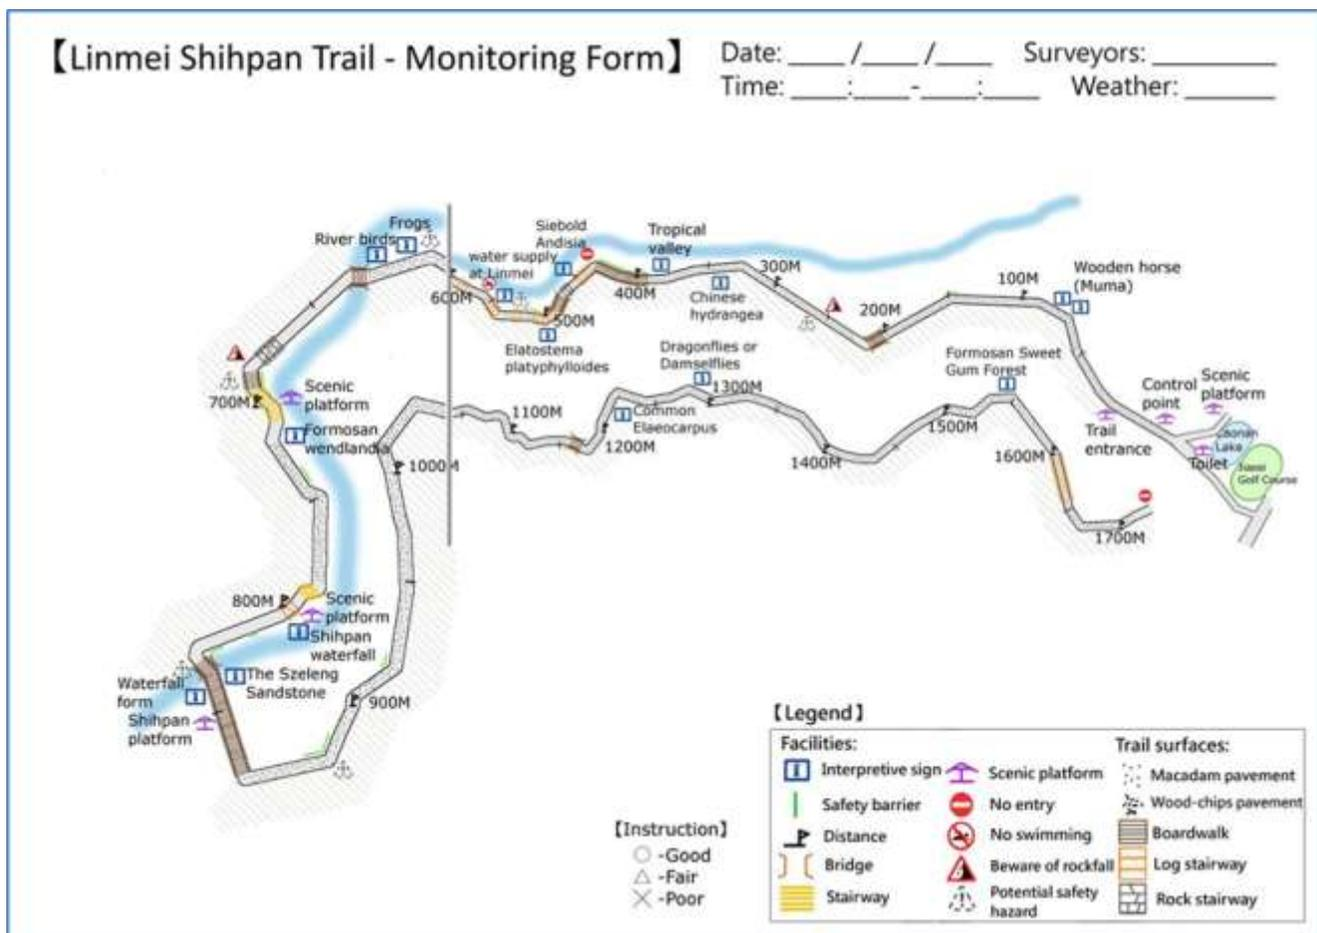 【Linmei Shihpan Trail - Monitoring Form】
Date: ____ /____ /____ Surveyors: _________
Time: ____:____-____:____ Weather: _______
Frogs
River birds
Siebold
Andisia
Tropical
valley
water supply
at Linmei
300M
100M
Wooden horse
(Muma)
600M
400M
Chinese
hydrangea
200M
500M
Elatostema
platyphylloides
Dragonflies or
Damselflies
Formosan Sweet
Gum Forest
Scenic
platform
700M
1300M
Control
point
Scenic
platform
Formosan
wendlandia
1100M
Common
Elaeocarpus
1500M
Trail
entrance
Lake
Toilet
Golf Course
1000M
1200M
1400M
1600M
1700M
800M
Scenic
platform
Shihpan
waterfall
The Szeleng
Sandstone
Waterfall
form
Shihpan
platform
900M
【Legend】
Facilities:
Interpretive sign
Safety barrier
Distance
Bridge
Stairway
Scenic platform
No entry
No swimming
Beware of rockfall
Potential safety
hazard
Trail surfaces:
Macadam pavement
Wood-chips pavement
Boardwalk
Log stairway
Rock stairway
【Instruction】
○ -Good
△ -Fair
× -Poor